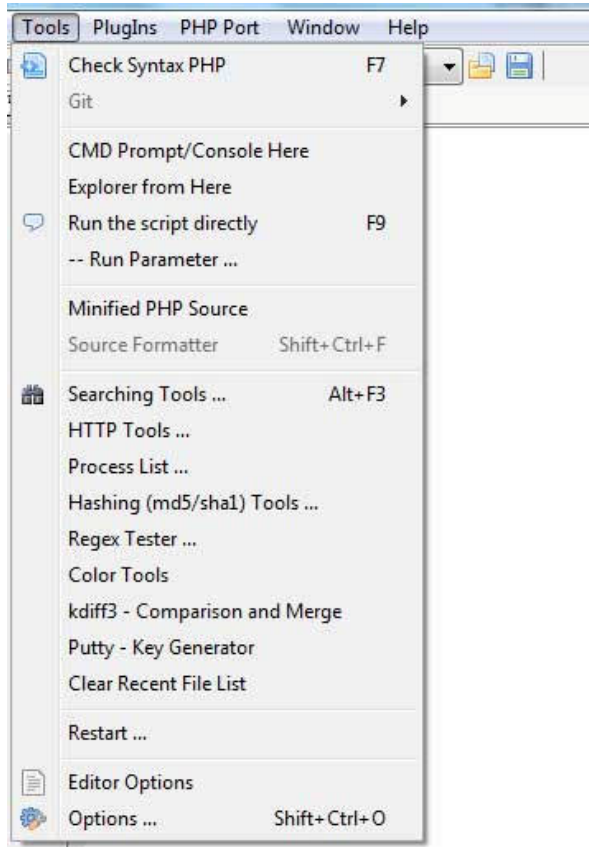 Tools PlugIns PHP Port Window Help
Check Syntax PHP F7
Git
CMD Prompt/Console Here
Explorer from Here
Run the script directly F9
-- Run Parameter ...
Minified PHP Source
Source Formatter Shift+Ctrl+F
Searching Tools ... Alt+F3
HTTP Tools ...
Process List ...
Hashing (md5/sha1) Tools ...
Regex Tester ...
Color Tools
kdiff3 - Comparison and Merge
Putty - Key Generator
Clear Recent File List
Restart ...
Editor Options
Options ... Shift+Ctrl+O